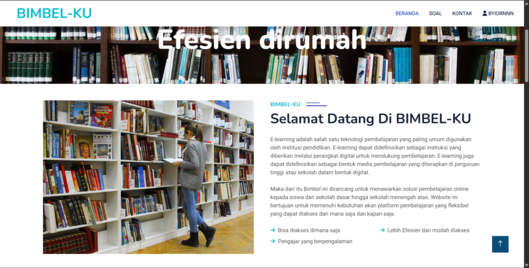 BIMBEL-KU
BERANDA SOAL KONTAK BYIORNNN
Efesien dirumah
BIMBEL-KU
Selamat Datang Di BIMBEL-KU
E-learning adalah salah satu teknologi pembelajaran yang paling umum digunakan
oleh institusi pendidikan. E-learning dapat didefinisikan sebagai instruksi yang
diberikan melalui perangkat digital untuk mendukung pembelajaran. E-learning juga
dapat didefinisikan sebagai bentuk media pembelajaran yang diterapkan di perguruan
tinggi atau sekolah dalam bentuk digital.
Maka dari itu Bimbel Ini dirancang untuk menawarkan solusi pembelajaran online
kepada siswa dari sekolah dasar hingga sekolah menengah atas. Website ini
bertujuan untuk memenuhi kebutuhan akan platform pembelajaran yang fleksibel
yang dapat diakses dari mana saja dan kapan saja.
Bisa diakses dimana saja
Lebih Efesien dan mudah diakses
Pengajar yang berpengalaman